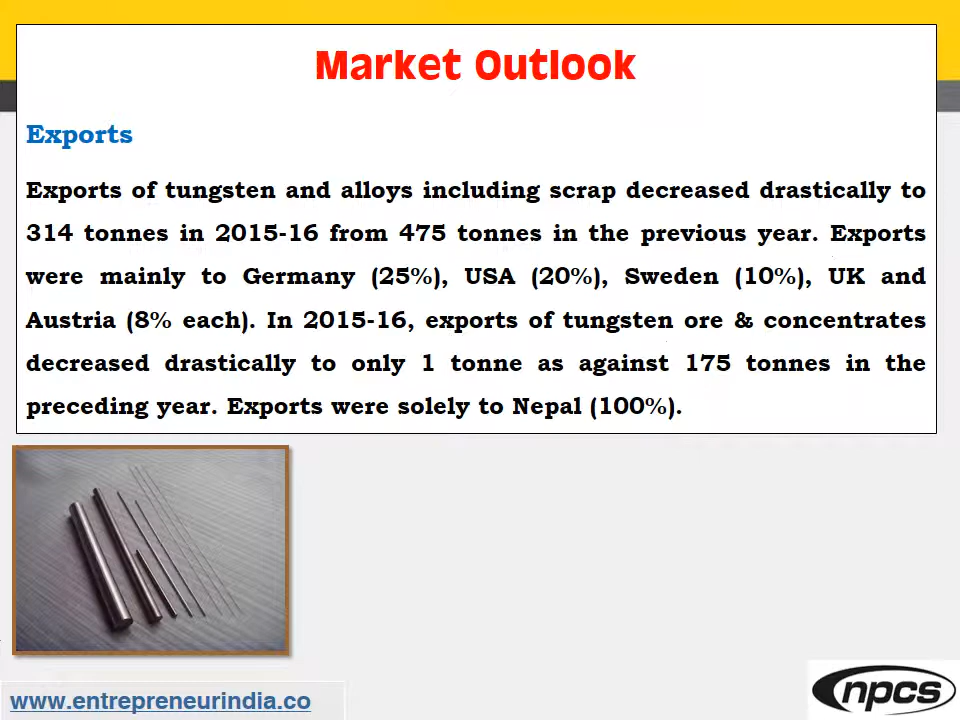 Market Outlook
Exports
Exports of tungsten and alloys including scrap decreased drastically to
314 tonnes in 2015-16 from 475 tonnes in the previous year. Exports
were mainly to Germany (25%), USA (20%), Sweden (10%), UK and
Austria (8% each). In 2015-16, exports of tungsten ore & concentrates
decreased drastically to only 1 tonne as against 175 tonnes in the
preceding year. Exports were solely to Nepal (100%).
www.entrepreneurindia.co
npcs